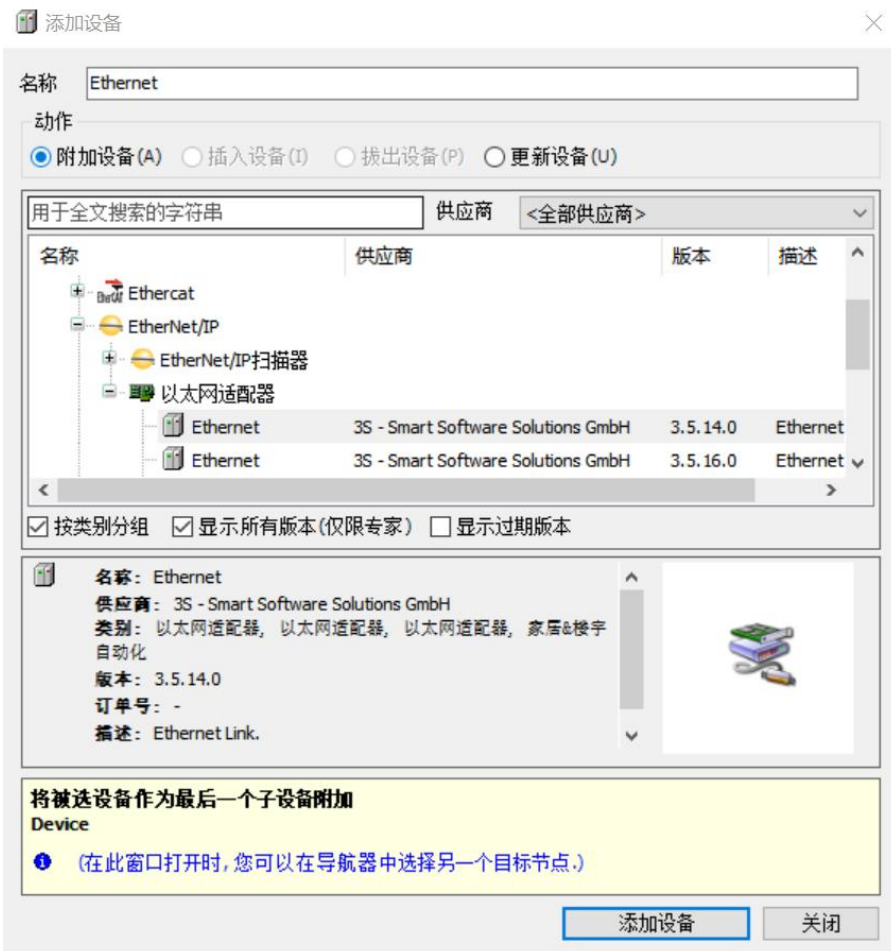 添加设备
名称 Ethernet
动作
附加设备(A) 插入设备(I) 拔出设备(P) 更新设备(U)
用于全文搜索的字符串 供应商 <全部供应商>
名称 供应商 版本 描述
Ethercat
EtherNet/IP
EtherNet/IP扫描器
以太网适配器
Ethernet 3S - Smart Software Solutions GmbH 3.5.14.0 Ethernet
Ethernet 3S - Smart Software Solutions GmbH 3.5.16.0 Ethernet
按类别分组 显示所有版本(仅限专家) 显示过期版本
名称: Ethernet
供应商: 3S - Smart Software Solutions GmbH
类别: 以太网适配器, 以太网适配器, 以太网适配器, 家居&楼宇
自动化
版本: 3.5.14.0
订单号: -
描述: Ethernet Link.
将被选设备作为最后一个子设备附加
Device
(在此窗口打开时,您可以在导航器中选择另一个目标节点.)
添加设备 关闭